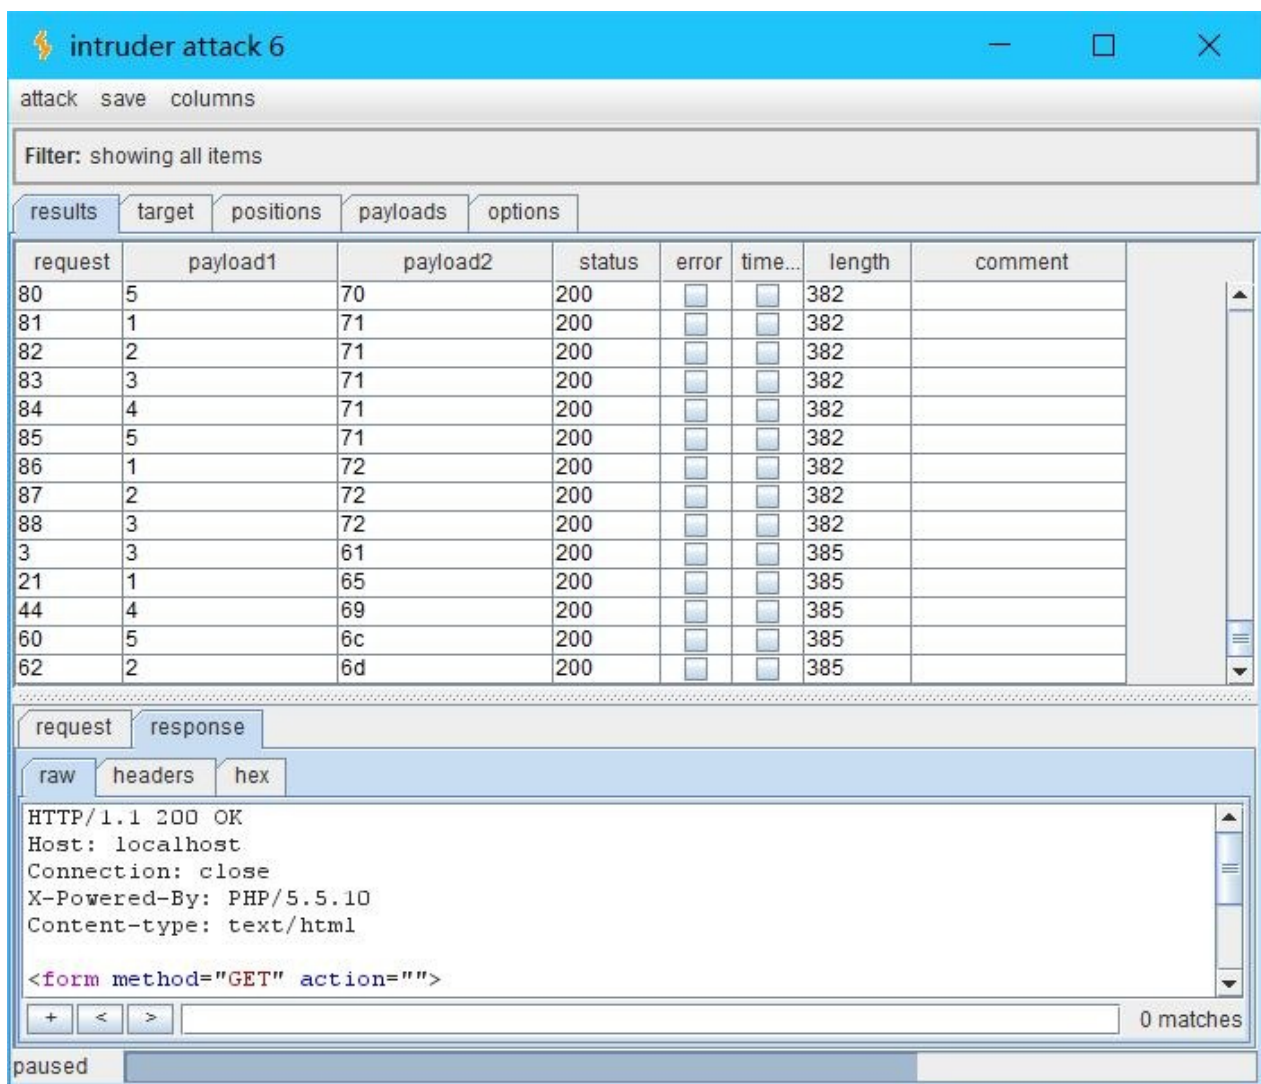 intruder attack 6
attack save columns
Filter: showing all items
results target positions payloads options
request payload1 payload2 status error time... length comment
80 5 70 200 382
81 1 71 200 382
82 2 71 200 382
83 3 71 200 382
84 4 71 200 382
85 5 71 200 382
86 1 72 200 382
87 2 72 200 382
88 3 72 200 382
3 3 61 200 385
21 1 65 200 385
44 4 69 200 385
60 5 6c 200 385
62 2 6d 200 385
request response
raw headers hex
HTTP/1.1 200 OK
Host: localhost
Connection: close
X-Powered-By: PHP/5.5.10
Content-type: text/html
<form method="GET" action="">
+ < > 0 matches
paused